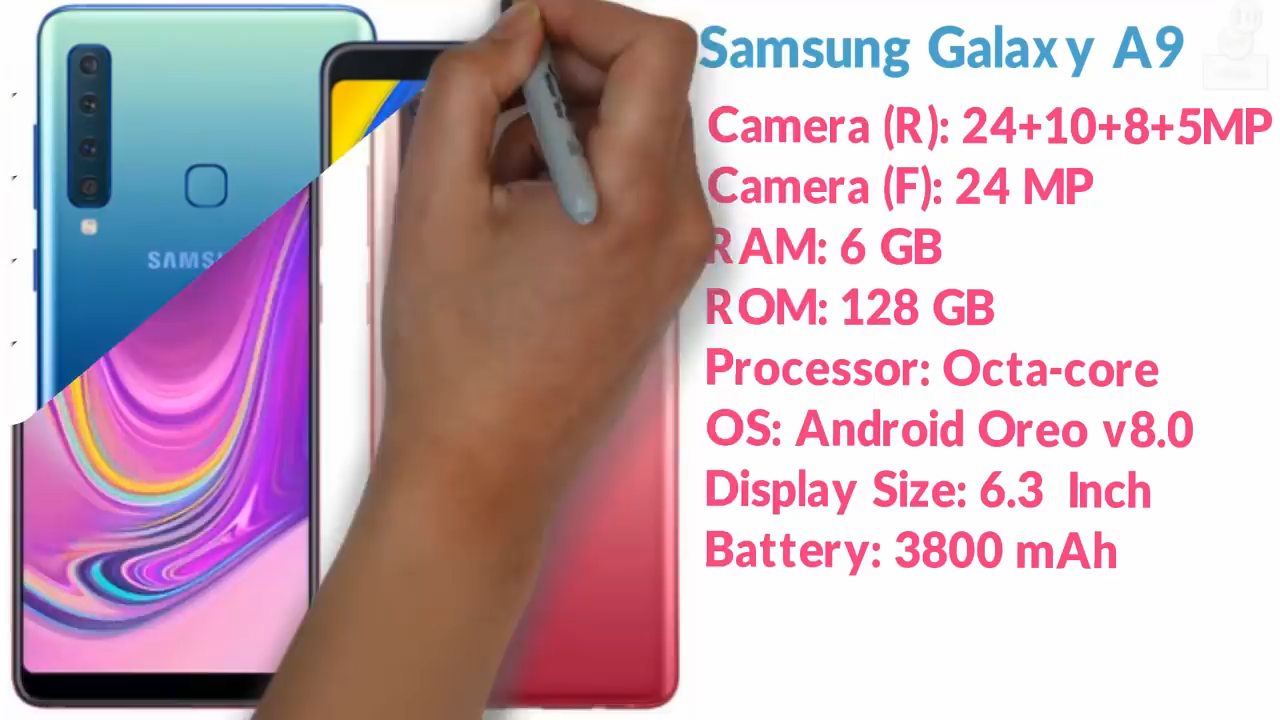 Samsung Galaxy A9
Camera (R): 24+10+8+5MP
Camera (F): 24 MP
RAM: 6 GB
ROM: 128 GB
Processor: Octa-core
OS: Android Oreo v8.0
Display Size: 6.3 Inch
Battery: 3800 mAh